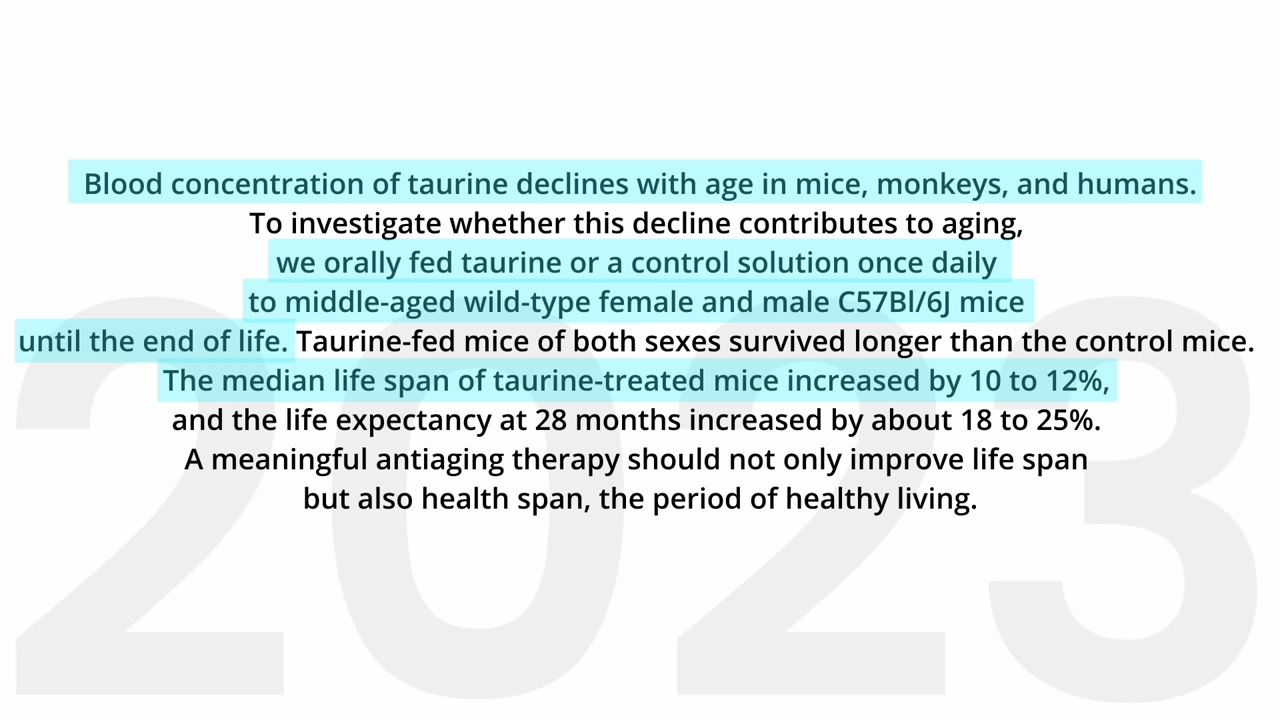 Blood concentration of taurine declines with age in mice, monkeys, and humans.
To investigate whether this decline contributes to aging,
we orally fed taurine or a control solution once daily
to middle-aged wild-type female and male C57Bl/6J mice
until the end of life. Taurine-fed mice of both sexes survived longer than the control mice.
The median life span of taurine-treated mice increased by 10 to 12%,
and the life expectancy at 28 months increased by about 18 to 25%.
A meaningful antiaging therapy should not only improve life span
but also health span, the period of healthy living.
2023